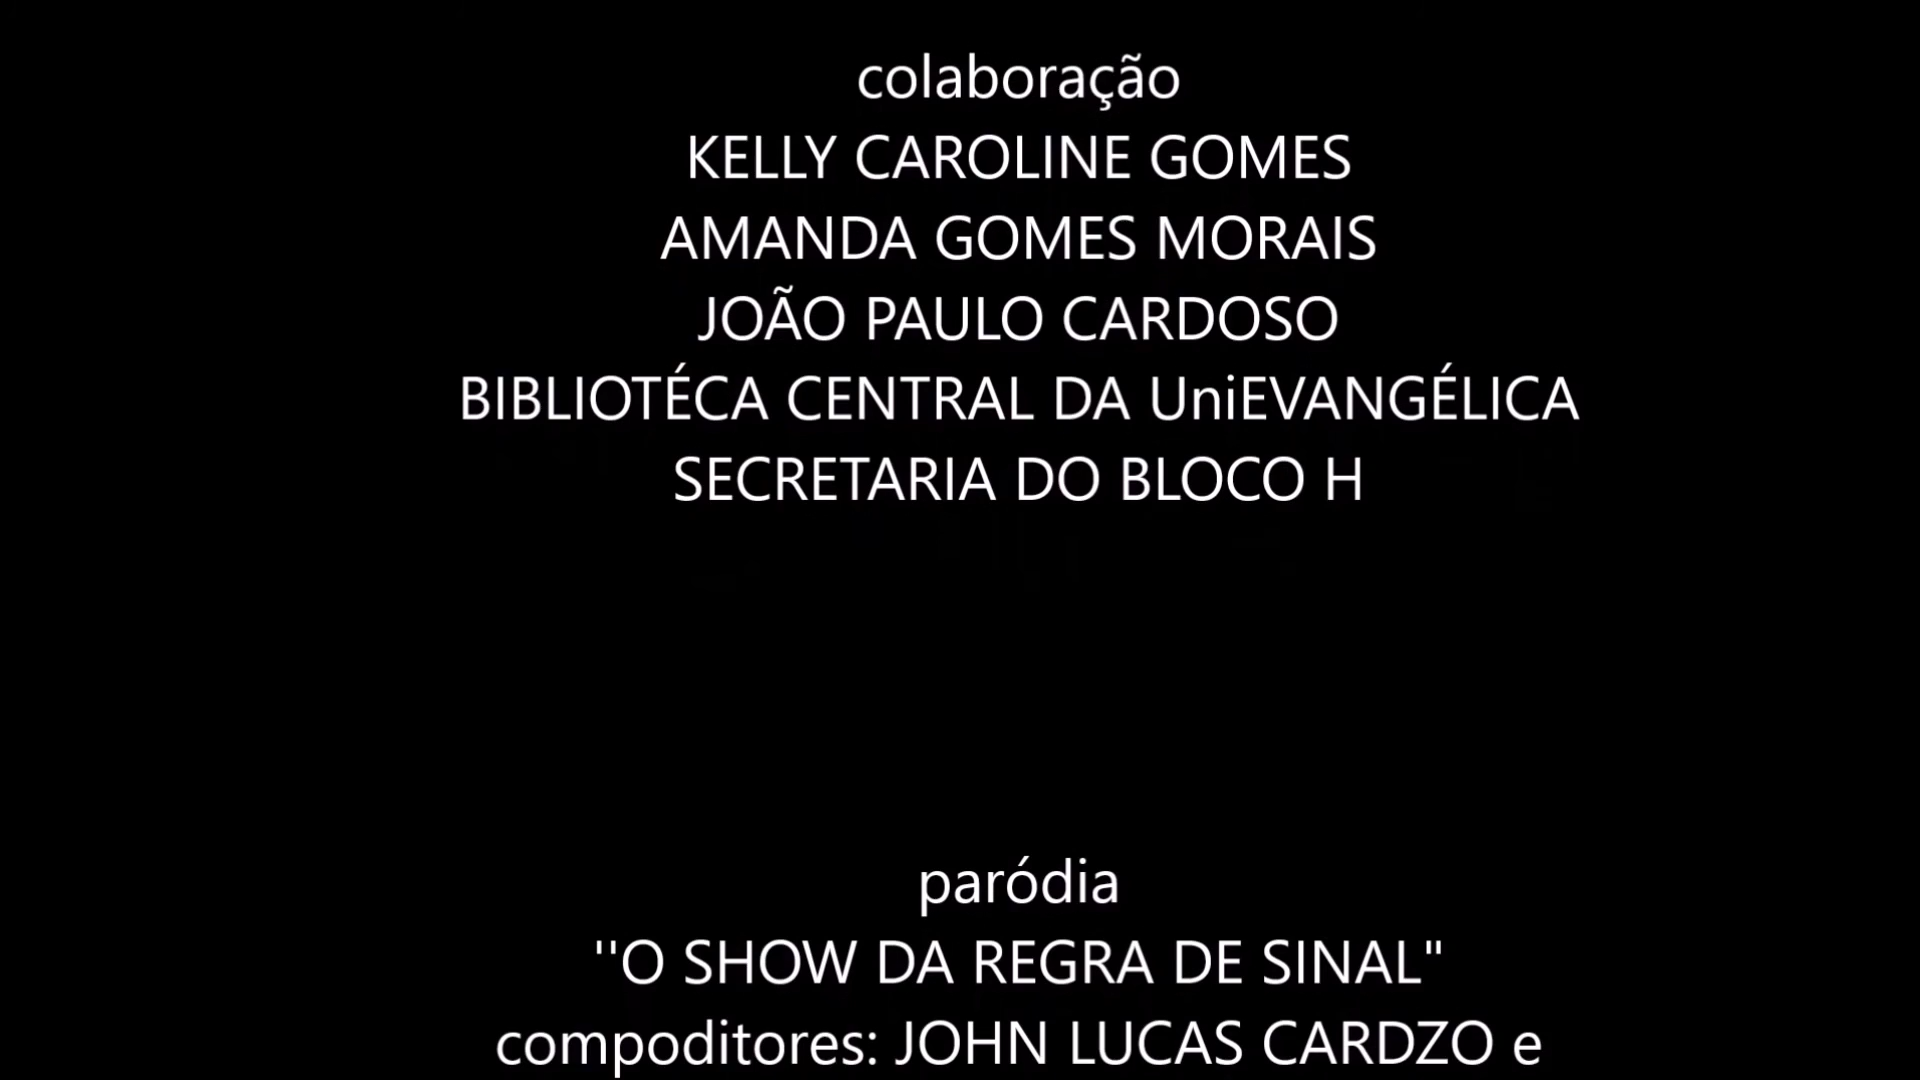 colaboração
KELLY CAROLINE GOMES
AMANDA GOMES MORAIS
JOÃO PAULO CARDOSO
BIBLIOTÉCA CENTRAL DA UniEVANGÉLICA
SECRETARIA DO BLOCO H
paródia
''O SHOW DA REGRA DE SINAL"
compoditores: JOHN LUCAS CARDZO e